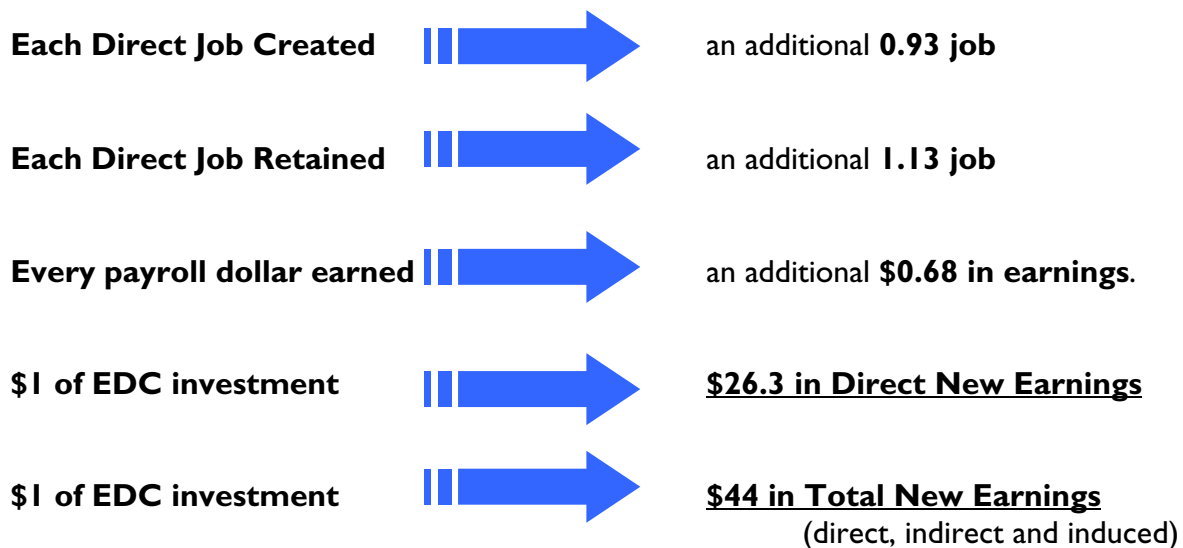 Each Direct Job Created an additional 0.93 job
Each Direct Job Retained an additional 1.13 job
Every payroll dollar earned an additional $0.68 in earnings.
$1 of EDC investment $26.3 in Direct New Earnings
$1 of EDC investment $44 in Total New Earnings
(direct, indirect and induced)